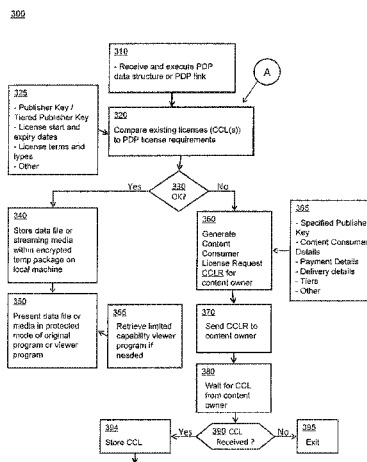 300
310
- Receive and execute PDP
data structure or PDP link
A
325
- Publisher Key /
Tiered Publisher Key
- License start and
expiry dates
- License terms and
types
- Other
320
Compare existing licenses (CCL(s))
to PDP license requirements
Yes
330
OK?
No
340
Store data file or
streaming media
within encrypted
temp package on
local machine
360
Generate
Content
Consumer
License Request
CCLR for
content owner
365
- Specified Publisher
Key
- Content Consumer
Details
- Payment Details
- Delivery details
- Tiers
- Other
350
Present data file or
media in protected
mode of original
program or viewer
program
355
Retrieve limited
capability viewer
program if
needed
370
Send CCLR to
content owner
380
Wait for CCL
from content
owner
394
Store CCL
Yes
390 CCL
Received ?
No
395
Exit